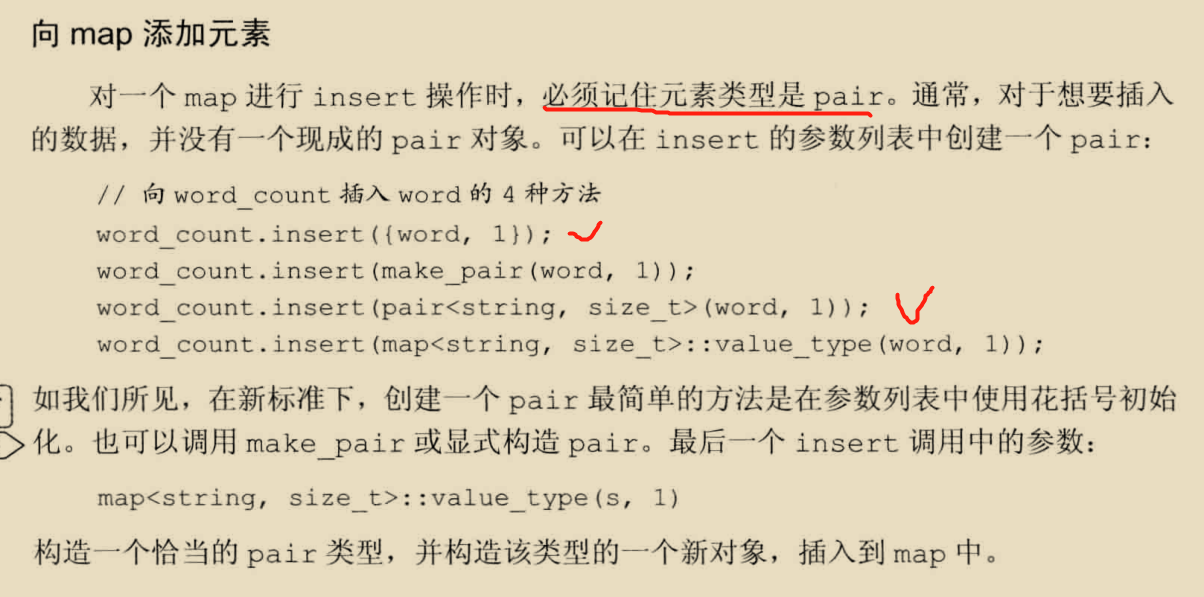 向 map 添加元素
对一个 map 进行 insert 操作时，必须记住元素类型是 pair。通常，对于想要插入
的数据，并没有一个现成的 pair 对象。可以在 insert 的参数列表中创建一个 pair：
// 向 word_count 插入 word 的 4 种方法
word_count.insert({word, 1});
word_count.insert(make_pair(word, 1));
word_count.insert(pair<string, size_t>(word, 1));
word_count.insert(map<string, size_t>::value_type(word, 1));
如我们所见，在新标准下，创建一个 pair 最简单的方法是在参数列表中使用花括号初始
化。也可以调用 make_pair 或显式构造 pair。最后一个 insert 调用中的参数：
map<string, size_t>::value_type(s, 1)
构造一个恰当的 pair 类型，并构造该类型的一个新对象，插入到 map 中。